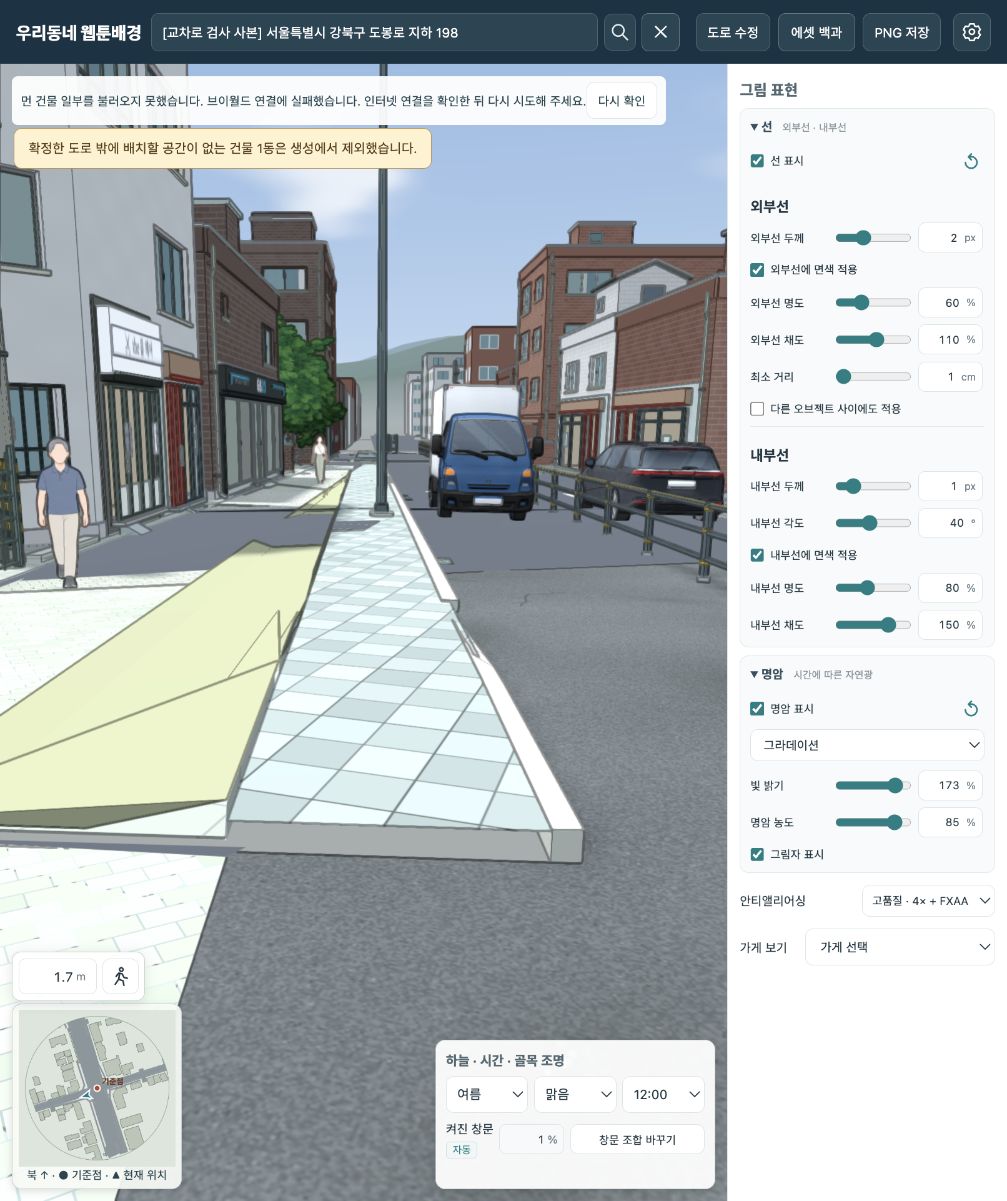 우리동네 웹툰배경
[교차로 검사 사본] 서울특별시 강북구 도봉로 지하 198
도로 수정
에셋 백과
PNG 저장
먼 건물 일부를 불러오지 못했습니다. 브이월드 연결에 실패했습니다. 인터넷 연결을 확인한 뒤 다시 시도해 주세요.
다시 확인
확정한 도로 밖에 배치할 공간이 없는 건물 1동은 생성에서 제외했습니다.
그림 표현
▼ 선 외부선 · 내부선
선 표시
외부선
외부선 두께 2 px
외부선에 면색 적용
외부선 명도 60 %
외부선 채도 110 %
최소 거리 1 cm
다른 오브젝트 사이에도 적용
내부선
내부선 두께 1 px
내부선 각도 40 °
내부선에 면색 적용
내부선 명도 80 %
내부선 채도 150 %
▼ 명암 시간에 따른 자연광
명암 표시
그라데이션
빛 밝기 173 %
명암 농도 85 %
그림자 표시
안티앨리어싱 고품질 · 4× + FXAA
가게 보기 가게 선택
1.7 m
기준점
북 ↑ · ● 기준점 · ▲ 현재 위치
하늘 · 시간 · 골목 조명
여름 맑음 12:00
켜진 창문 1 % 창문 조합 바꾸기
자동